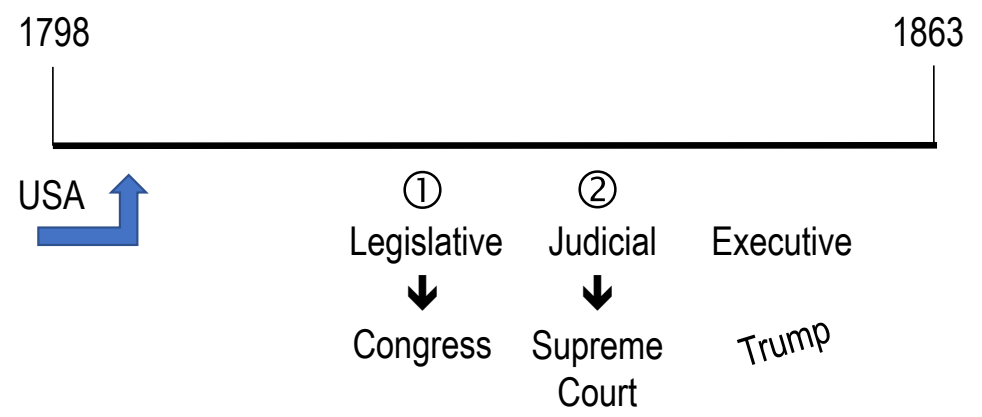 1798 1863
USA
① ②
Legislative Judicial Executive
🡻 🡻
Congress Supreme Court Trump